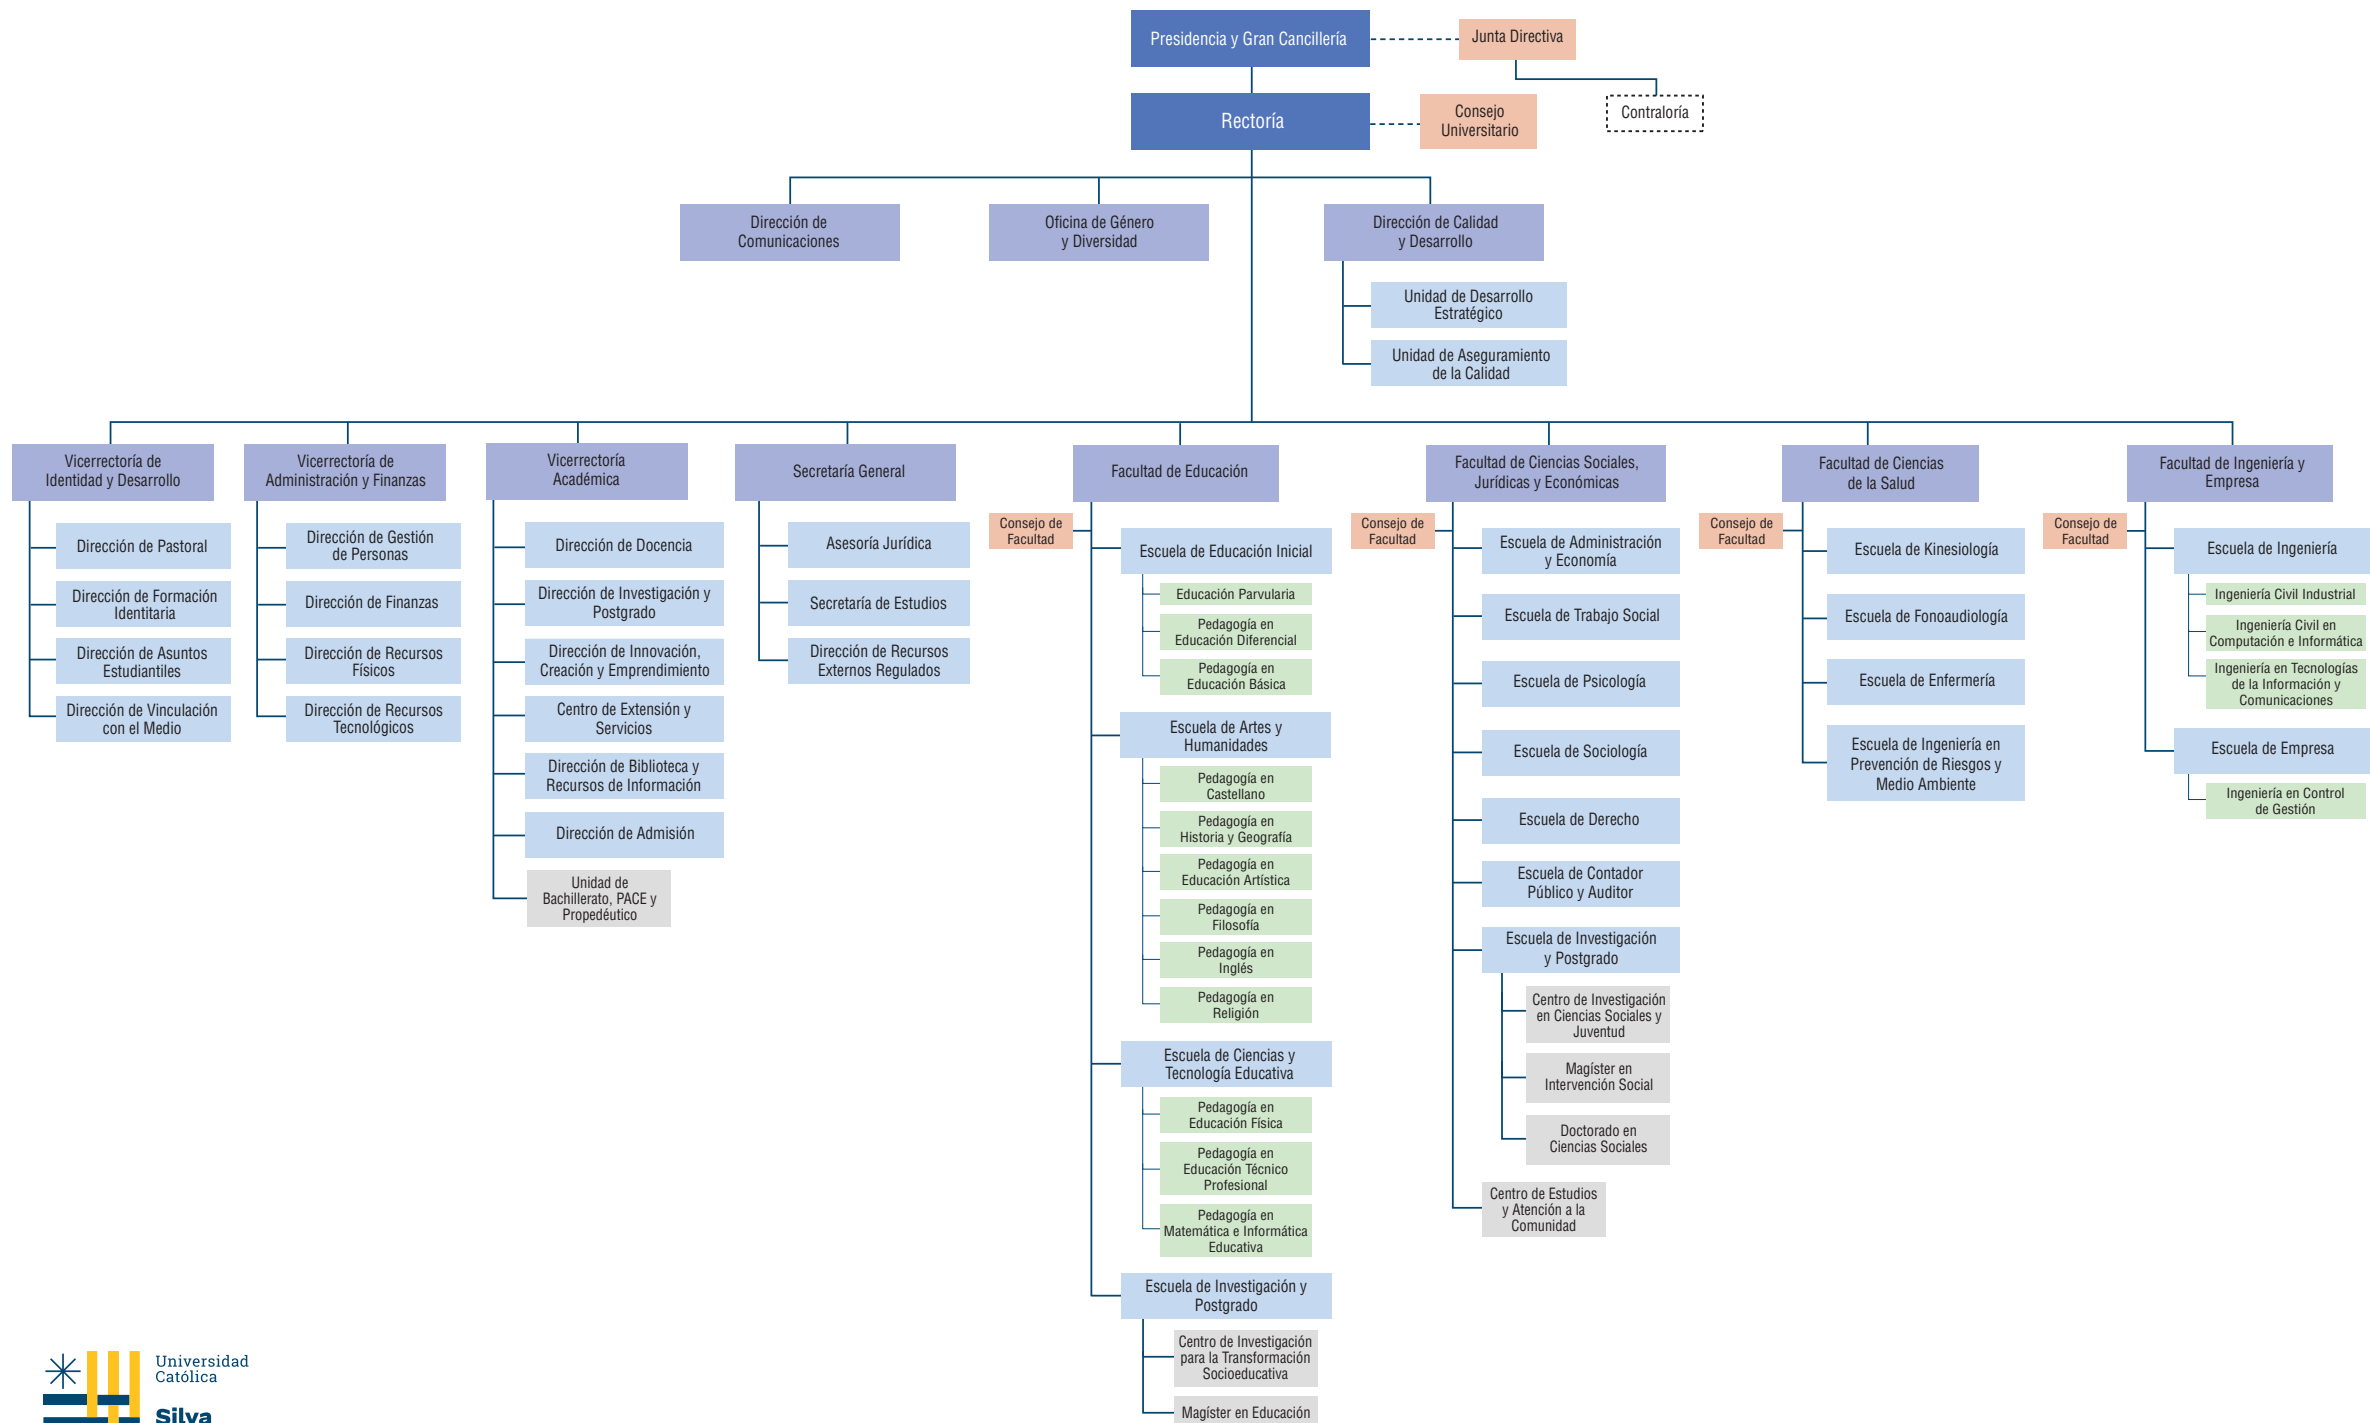 Presidencia y Gran Cancillería
Junta Directiva
Contraloría
Rectoría
Consejo
Universitario
Dirección de
Comunicaciones
Oficina de Género
y Diversidad
Dirección de Calidad
y Desarrollo
Unidad de Desarrollo
Estratégico
Unidad de Aseguramiento
de la Calidad
Vicerrectoría de
Identidad y Desarrollo
Dirección de Pastoral
Dirección de Formación
Identitaria
Dirección de Asuntos
Estudiantiles
Dirección de Vinculación
con el Medio
Vicerrectoría de
Administración y Finanzas
Dirección de Gestión
de Personas
Dirección de Finanzas
Dirección de Recursos
Físicos
Dirección de Recursos
Tecnológicos
Vicerrectoría
Académica
Dirección de Docencia
Dirección de Investigación y
Postgrado
Dirección de Innovación,
Creación y Emprendimiento
Centro de Extensión y
Servicios
Dirección de Biblioteca y
Recursos de Información
Dirección de Admisión
Unidad de
Bachillerato, PACE y
Propedéutico
Secretaría General
Asesoría Jurídica
Secretaría de Estudios
Dirección de Recursos
Externos Regulados
Facultad de Educación
Consejo de
Facultad
Escuela de Educación Inicial
Educación Parvularia
Pedagogía en
Educación Diferencial
Pedagogía en
Educación Básica
Escuela de Artes y
Humanidades
Pedagogía en
Castellano
Pedagogía en
Historia y Geografía
Pedagogía en
Educación Artística
Pedagogía en
Filosofía
Pedagogía en
Inglés
Pedagogía en
Religión
Escuela de Ciencias y
Tecnología Educativa
Pedagogía en
Educación Física
Pedagogía en
Educación Técnico
Profesional
Pedagogía en
Matemática e Informática
Educativa
Escuela de Investigación y
Postgrado
Centro de Investigación
para la Transformación
Socioeducativa
Magíster en Educación
Facultad de Ciencias Sociales,
Jurídicas y Económicas
Consejo de
Facultad
Escuela de Administración
y Economía
Escuela de Trabajo Social
Escuela de Psicología
Escuela de Sociología
Escuela de Derecho
Escuela de Contador
Público y Auditor
Escuela de Investigación
y Postgrado
Centro de Investigación
en Ciencias Sociales y
Juventud
Magíster en
Intervención Social
Doctorado en
Ciencias Sociales
Centro de Estudios
y Atención a la
Comunidad
Facultad de Ciencias
de la Salud
Consejo de
Facultad
Escuela de Kinesiología
Escuela de Fonoaudiología
Escuela de Enfermería
Escuela de Ingeniería en
Prevención de Riesgos y
Medio Ambiente
Facultad de Ingeniería y
Empresa
Consejo de
Facultad
Escuela de Ingeniería
Ingeniería Civil Industrial
Ingeniería Civil en
Computación e Informática
Ingeniería en Tecnologías
de la Información y
Comunicaciones
Escuela de Empresa
Ingeniería en Control
de Gestión
Universidad
Católica
Silva